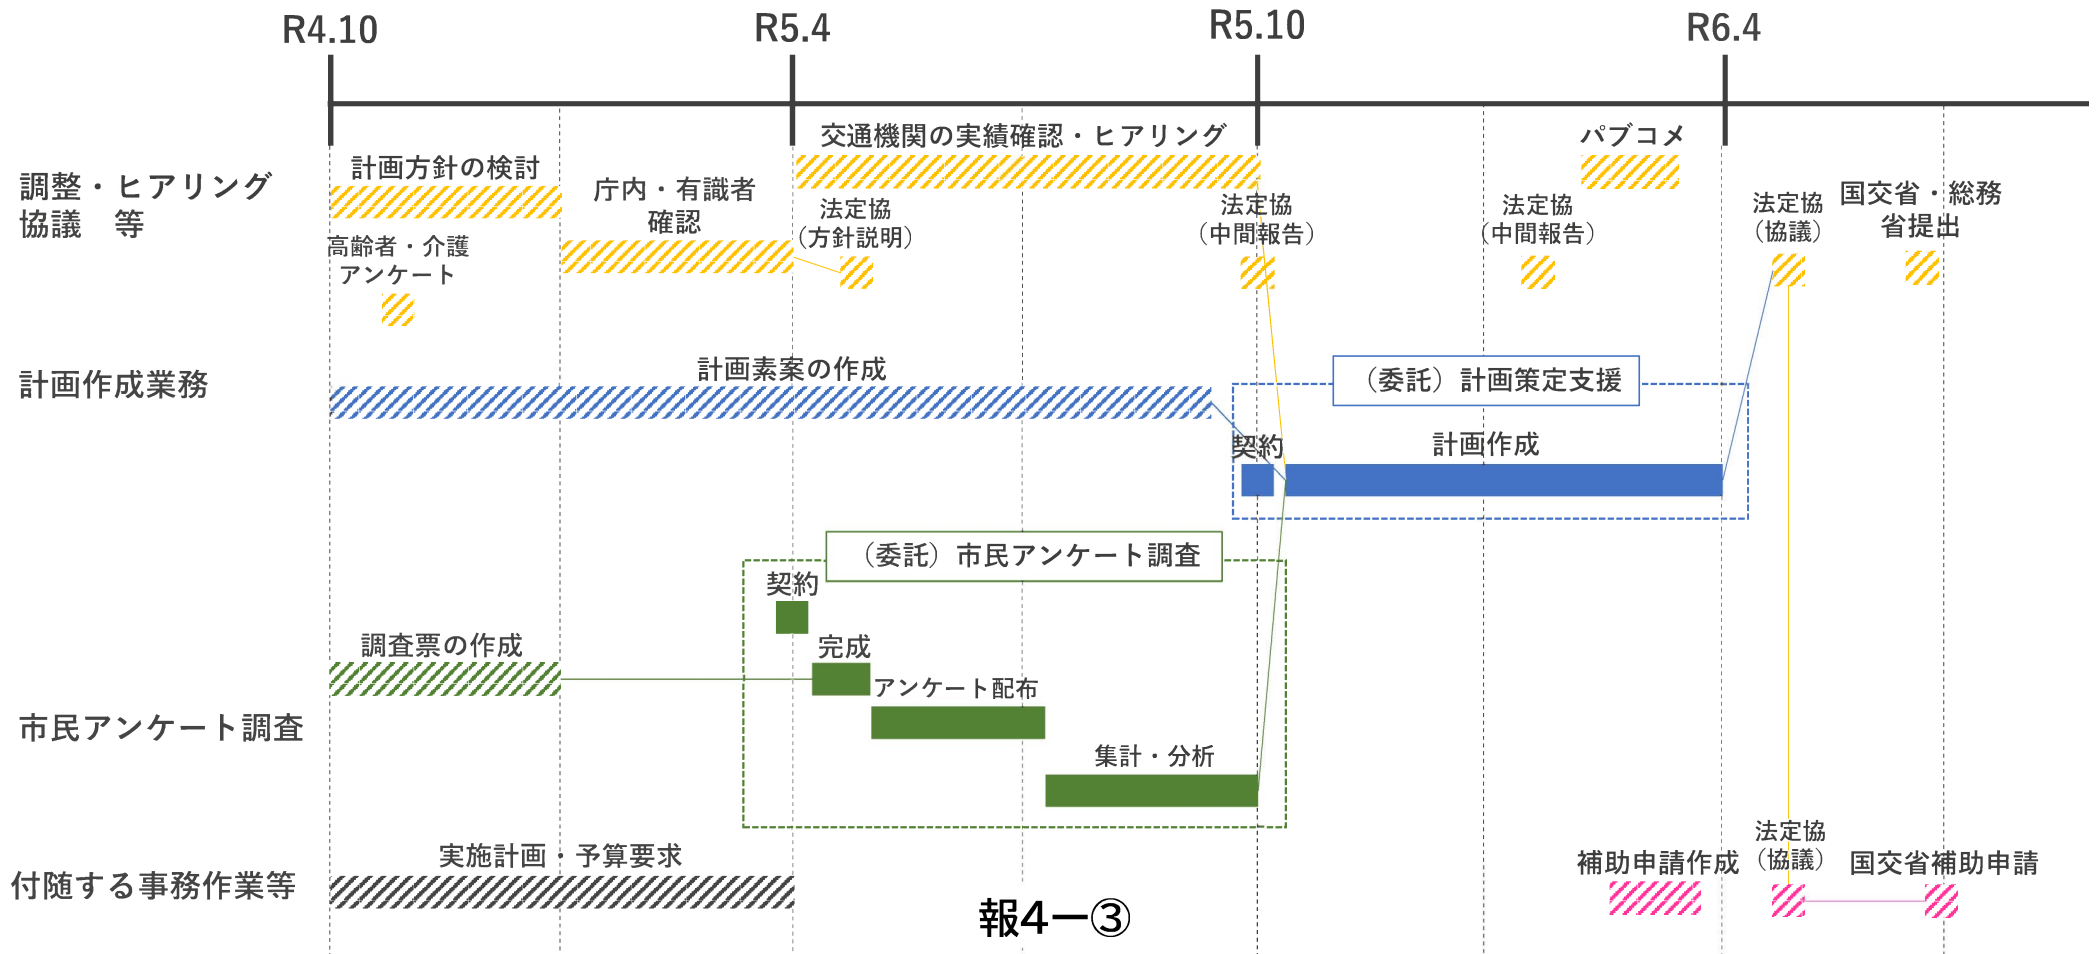 R4.10
R5.4
R5.10
R6.4
調整・ヒアリング
協議　等
計画方針の検討
高齢者・介護
アンケート
庁内・有識者
確認
交通機関の実績確認・ヒアリング
法定協
（方針説明）
法定協
（中間報告）
パブコメ
法定協
（中間報告）
法定協
（協議）
国交省・総務
省提出
計画作成業務
計画素案の作成
（委託）計画策定支援
契約
計画作成
市民アンケート調査
（委託）市民アンケート調査
契約
調査票の作成
完成
アンケート配布
集計・分析
付随する事務作業等
実施計画・予算要求
補助申請作成
法定協
（協議）
国交省補助申請
報4ー③